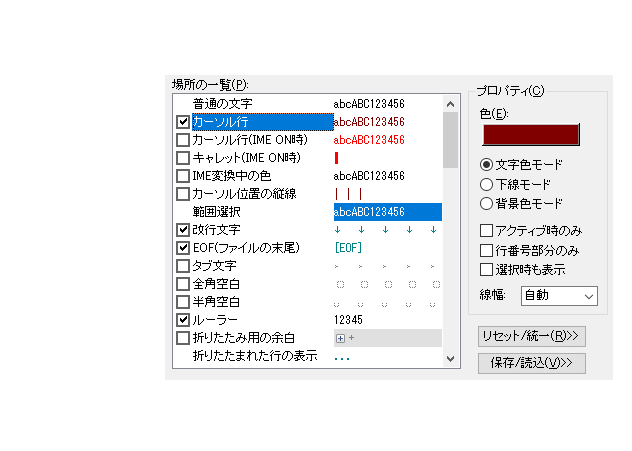 場所の一覧(P):
普通の文字 abcABC123456
カーソル行 abcABC123456
カーソル行(IME ON時) abcABC123456
キャレット(IME ON時)
IME変換中の色 abcABC123456
カーソル位置の縦線
範囲選択 abcABC123456
改行文字 ↓ ↓ ↓ ↓ ↓
EOF(ファイルの末尾) [EOF]
タブ文字
全角空白
半角空白
ルーラー 12345
折りたたみ用の余白 +
折りたたまれた行の表示 ...
プロパティ(C)
色(E):
文字色モード
下線モード
背景色モード
アクティブ時のみ
行番号部分のみ
選択時も表示
線幅: 自動
リセット/統一(R)>>
保存/読込(V)>>